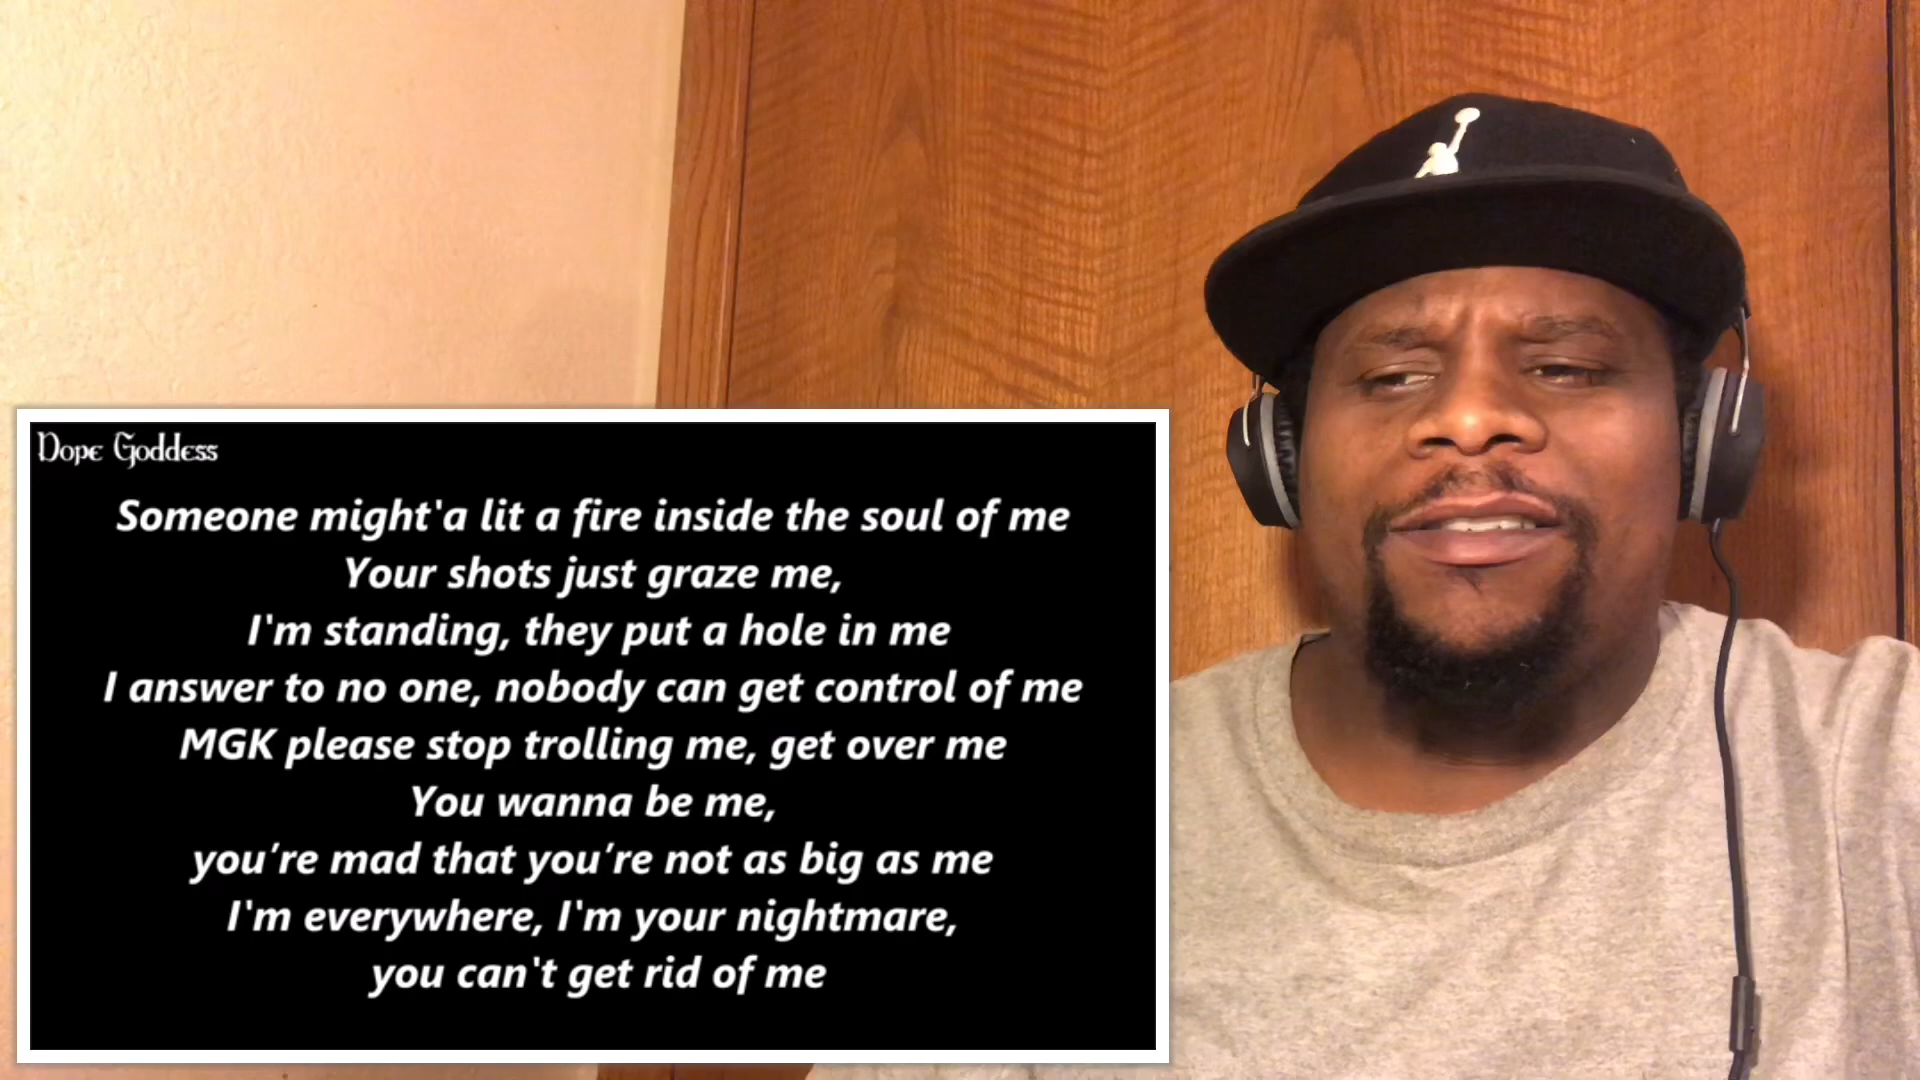 Dope Goddess
Someone might'a lit a fire inside the soul of me
Your shots just graze me,
I'm standing, they put a hole in me
I answer to no one, nobody can get control of me
MGK please stop trolling me, get over me
You wanna be me,
you’re mad that you’re not as big as me
I'm everywhere, I'm your nightmare,
you can't get rid of me